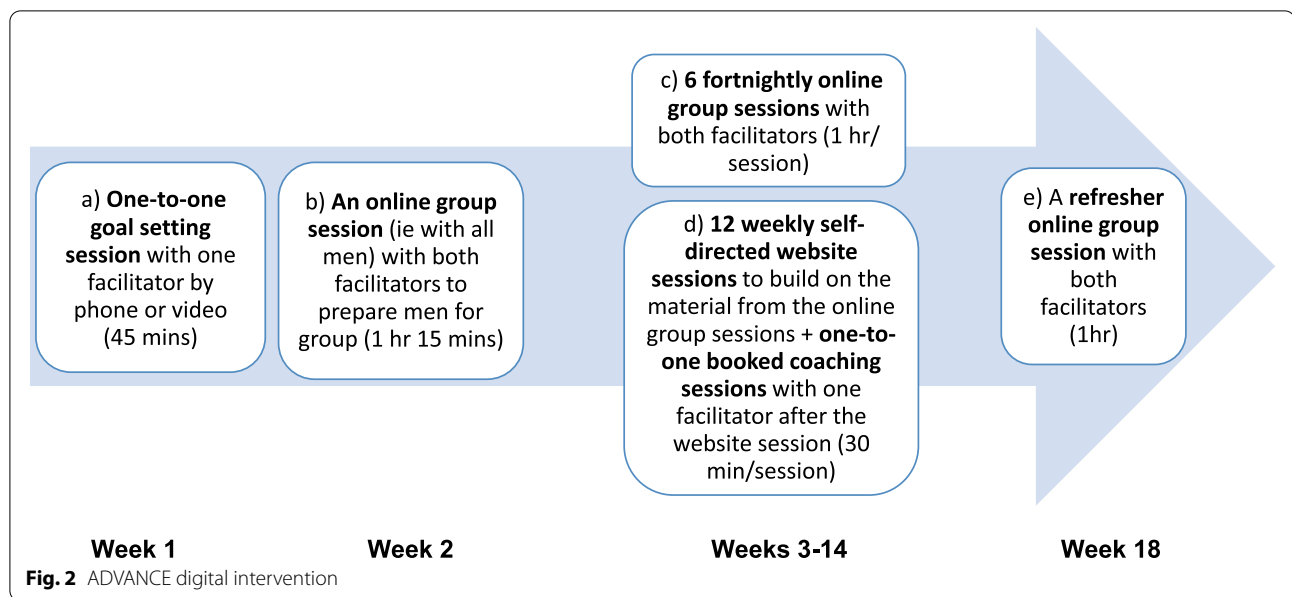 a) One-to-one
goal setting
session with one
facilitator by
phone or video
(45 mins)
b) An online group
session (ie with all
men) with both
facilitators to
prepare men for
group (1 hr 15 mins)
c) 6 fortnightly online
group sessions with
both facilitators (1 hr/
session)
d) 12 weekly self-
directed website
sessions to build on the
material from the online
group sessions + one-to-
one booked coaching
sessions with one
facilitator after the
website session (30
min/session)
e) A refresher
online group
session with
both
facilitators
(1hr)
Week 1
Week 2
Weeks 3-14
Week 18
Fig. 2 ADVANCE digital intervention